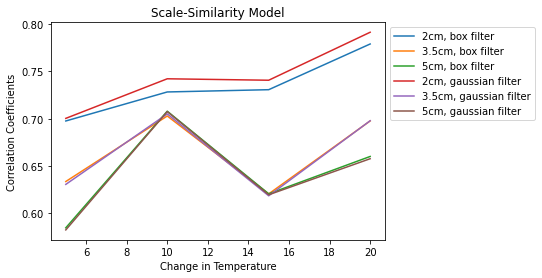 Scale-Similarity Model
Correlation Coefficients
0.80
0.75
0.70
0.65
0.60
6 8 10 12 14 16 18 20
Change in Temperature
2cm, box filter
3.5cm, box filter
5cm, box filter
2cm, gaussian filter
3.5cm, gaussian filter
5cm, gaussian filter